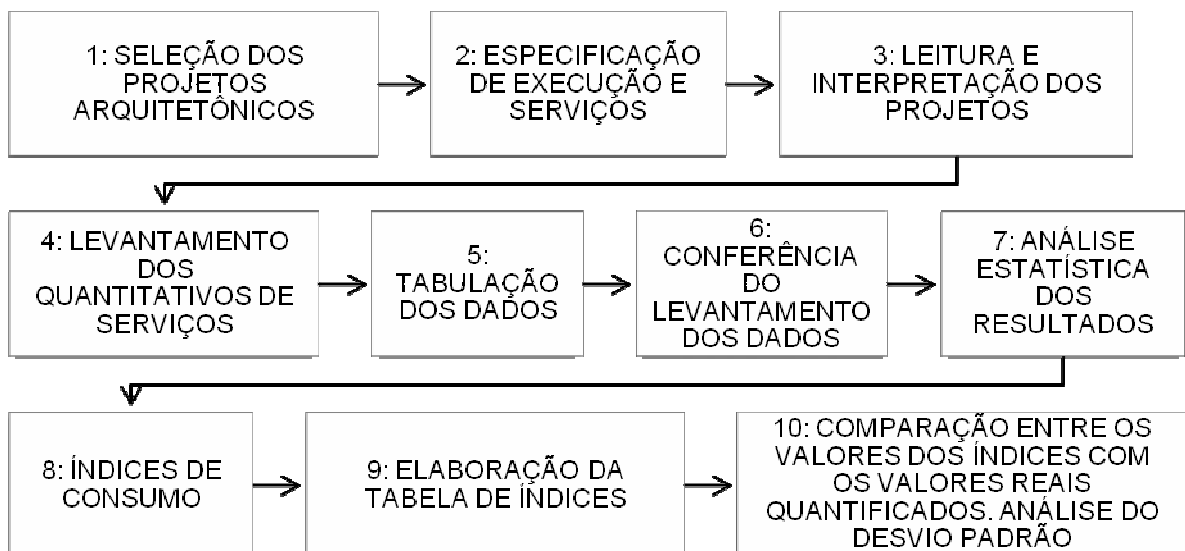 1: SELEÇÃO DOS
PROJETOS
ARQUITETÔNICOS
2: ESPECIFICAÇÃO
DE EXECUÇÃO E
SERVIÇOS
3: LEITURA E
INTERPRETAÇÃO DOS
PROJETOS
4: LEVANTAMENTO
DOS
QUANTITATIVOS DE
SERVIÇOS
5:
TABULAÇÃO
DOS DADOS
6:
CONFERÊNCIA
DO
LEVANTAMENTO
DOS DADOS
7: ANÁLISE
ESTATÍSTICA
DOS
RESULTADOS
8: ÍNDICES DE
CONSUMO
9: ELABORAÇÃO DA
TABELA DE ÍNDICES
10: COMPARAÇÃO ENTRE OS
VALORES DOS ÍNDICES COM
OS VALORES REAIS
QUANTIFICADOS. ANÁLISE DO
DESVIO PADRÃO